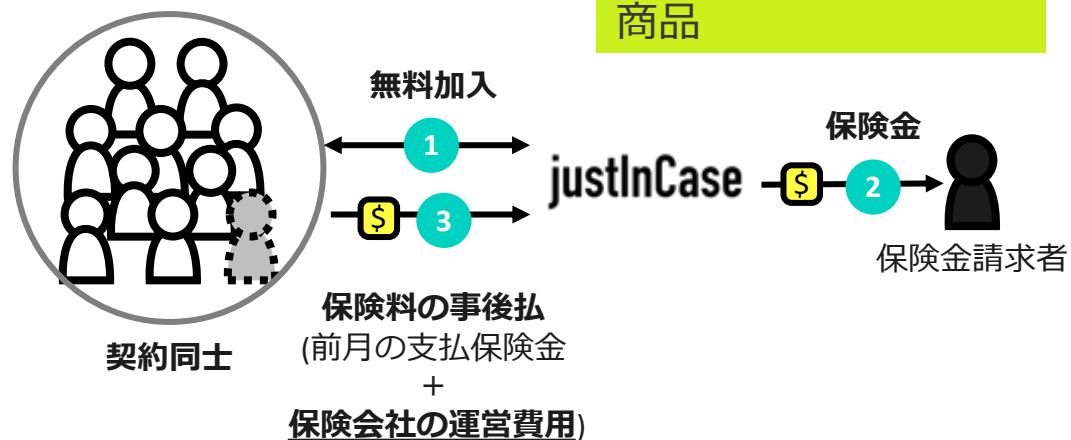 商品
無料加入
1
$
3
justInCase
保険金
$
2
保険金請求者
契約同士
保険料の事後払
(前月の支払保険金
+
保険会社の運営費用)